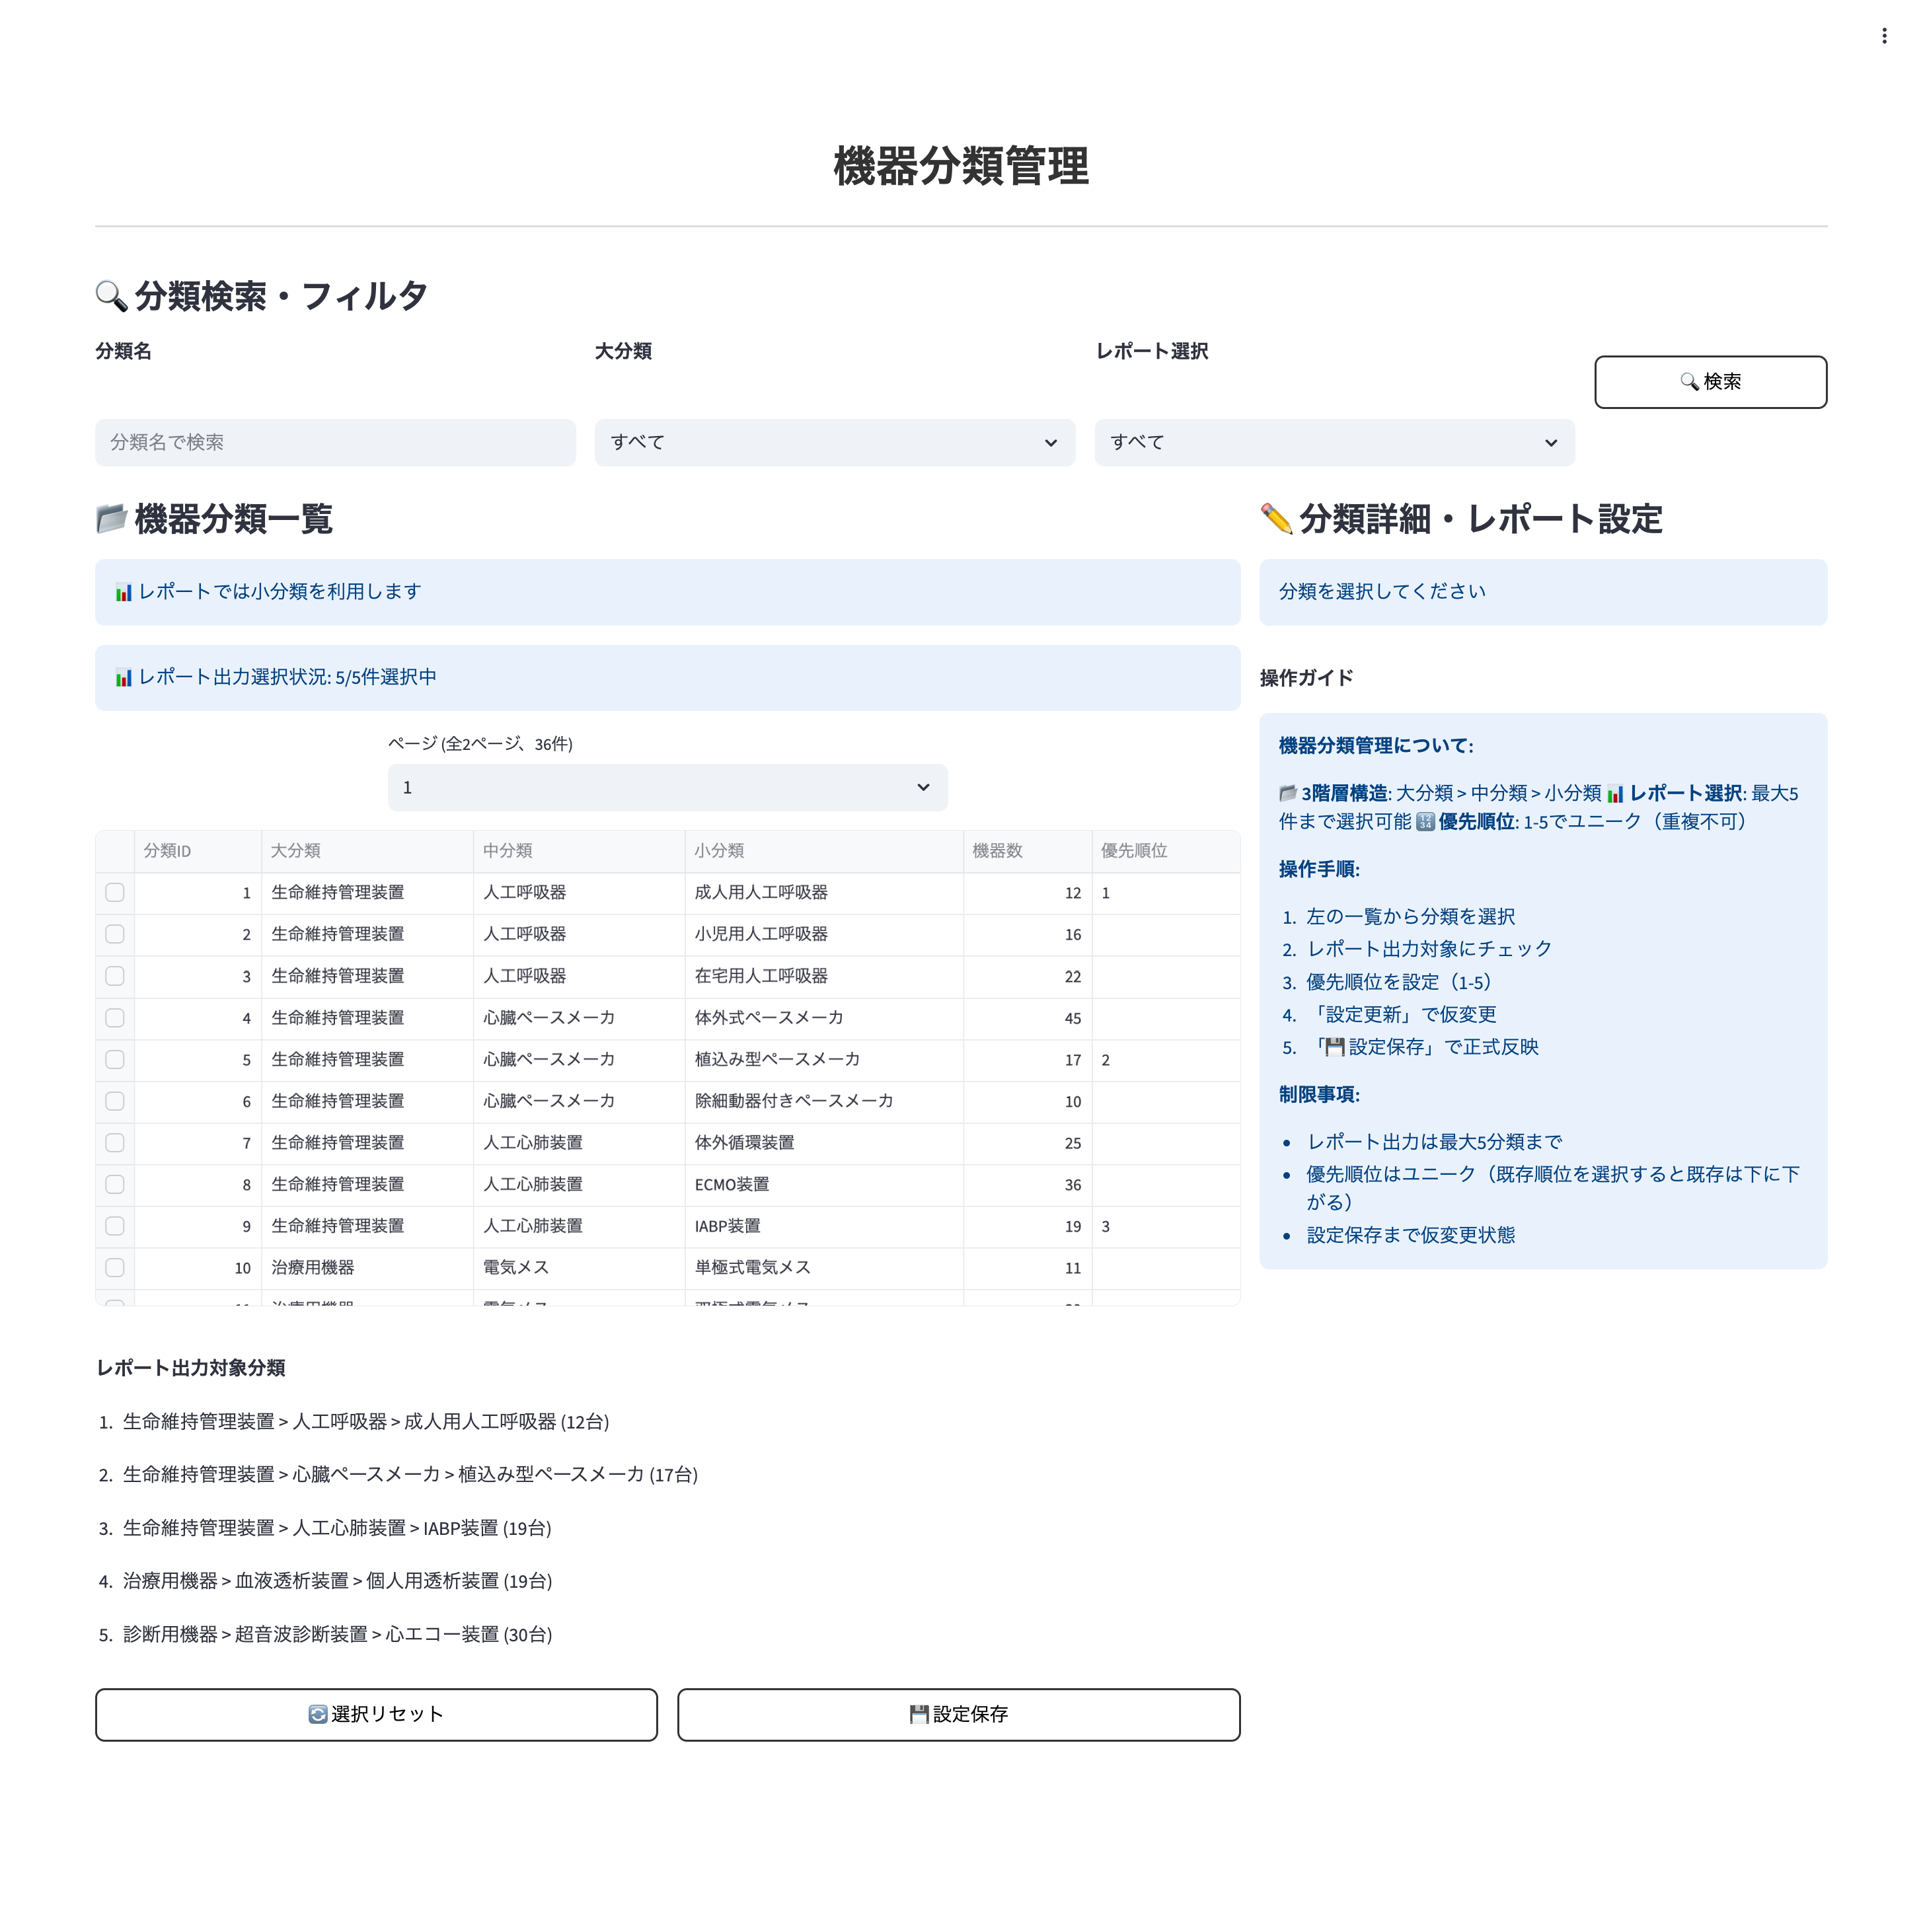 機器分類管理
🔍 分類検索・フィルタ
分類名
大分類
レポート選択
🔍 検索
分類名で検索
すべて
すべて
📂 機器分類一覧
📊 レポートでは小分類を利用します
📊 レポート出力選択状況: 5/5件選択中
ページ (全2ページ、36件)
1
分類ID 大分類 中分類 小分類 機器数 優先順位
1 生命維持管理装置 人工呼吸器 成人用人工呼吸器 12 1
2 生命維持管理装置 人工呼吸器 小児用人工呼吸器 16
3 生命維持管理装置 人工呼吸器 在宅用人工呼吸器 22
4 生命維持管理装置 心臓ペースメーカ 体外式ペースメーカ 45
5 生命維持管理装置 心臓ペースメーカ 植込み型ペースメーカ 17 2
6 生命維持管理装置 心臓ペースメーカ 除細動器付きペースメーカ 10
7 生命維持管理装置 人工心肺装置 体外循環装置 25
8 生命維持管理装置 人工心肺装置 ECMO装置 36
9 生命維持管理装置 人工心肺装置 IABP装置 19 3
10 治療用機器 電気メス 単極式電気メス 11
レポート出力対象分類
1. 生命維持管理装置 > 人工呼吸器 > 成人用人工呼吸器 (12台)
2. 生命維持管理装置 > 心臓ペースメーカ > 植込み型ペースメーカ (17台)
3. 生命維持管理装置 > 人工心肺装置 > IABP装置 (19台)
4. 治療用機器 > 血液透析装置 > 個人用透析装置 (19台)
5. 診断用機器 > 超音波診断装置 > 心エコー装置 (30台)
🔄 選択リセット
💾 設定保存
✏️ 分類詳細・レポート設定
分類を選択してください
操作ガイド
機器分類管理について:
📂 3階層構造: 大分類 > 中分類 > 小分類 📊 レポート選択: 最大5
件まで選択可能 🔢 優先順位: 1-5でユニーク（重複不可）
操作手順:
1. 左の一覧から分類を選択
2. レポート出力対象にチェック
3. 優先順位を設定（1-5）
4. 「設定更新」で仮変更
5. 「💾 設定保存」で正式反映
制限事項:
• レポート出力は最大5分類まで
• 優先順位はユニーク（既存順位を選択すると既存は下に下
がる）
• 設定保存まで仮変更状態